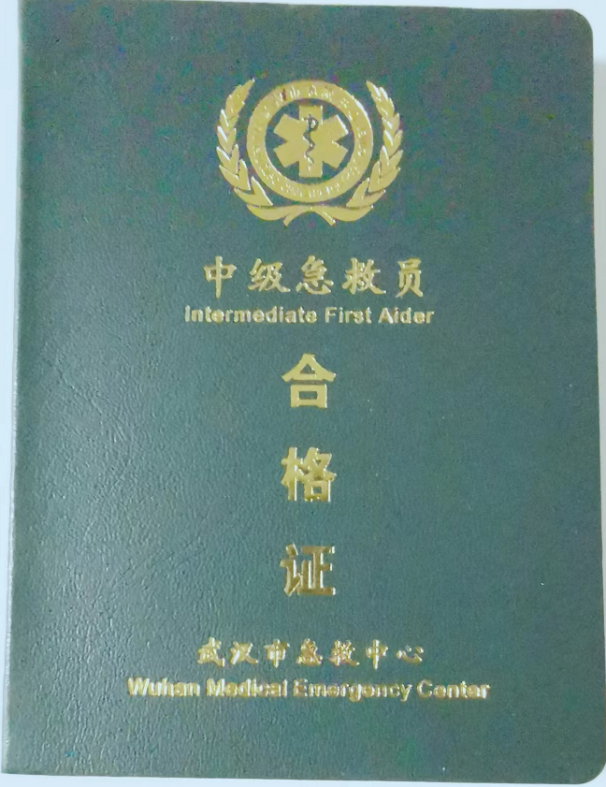 中级急救员
Intermediate First Aider
合
格
证
武汉市急救中心
Wuhan Medical Emergency Center